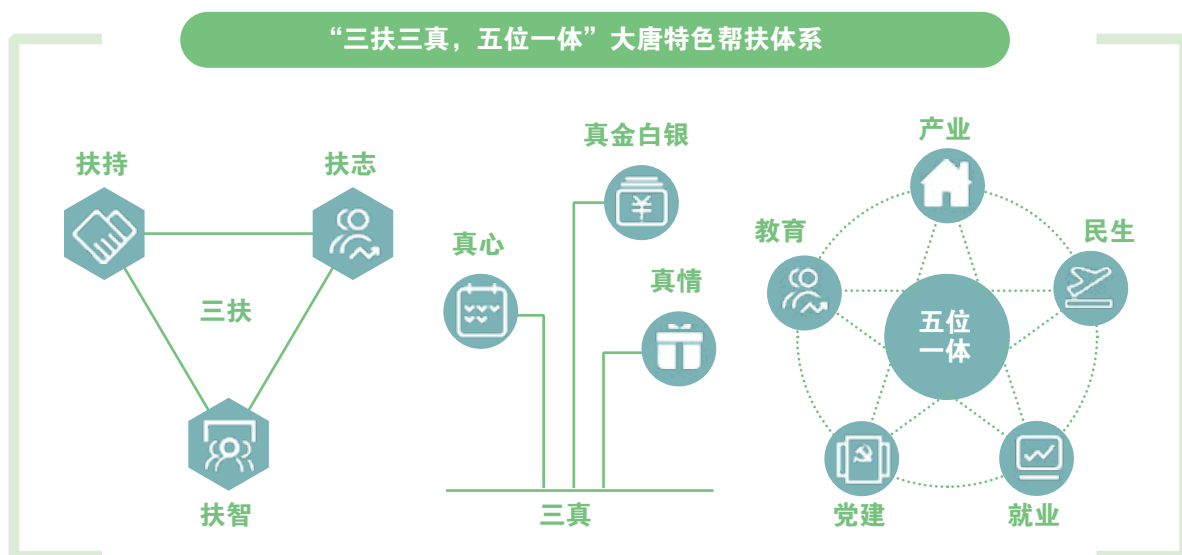 “三扶三真，五位一体”大唐特色帮扶体系
扶持
扶志
三扶
扶智
真金白银
真心
真情
¥
三真
产业
教育
民生
五位
一体
党建
就业